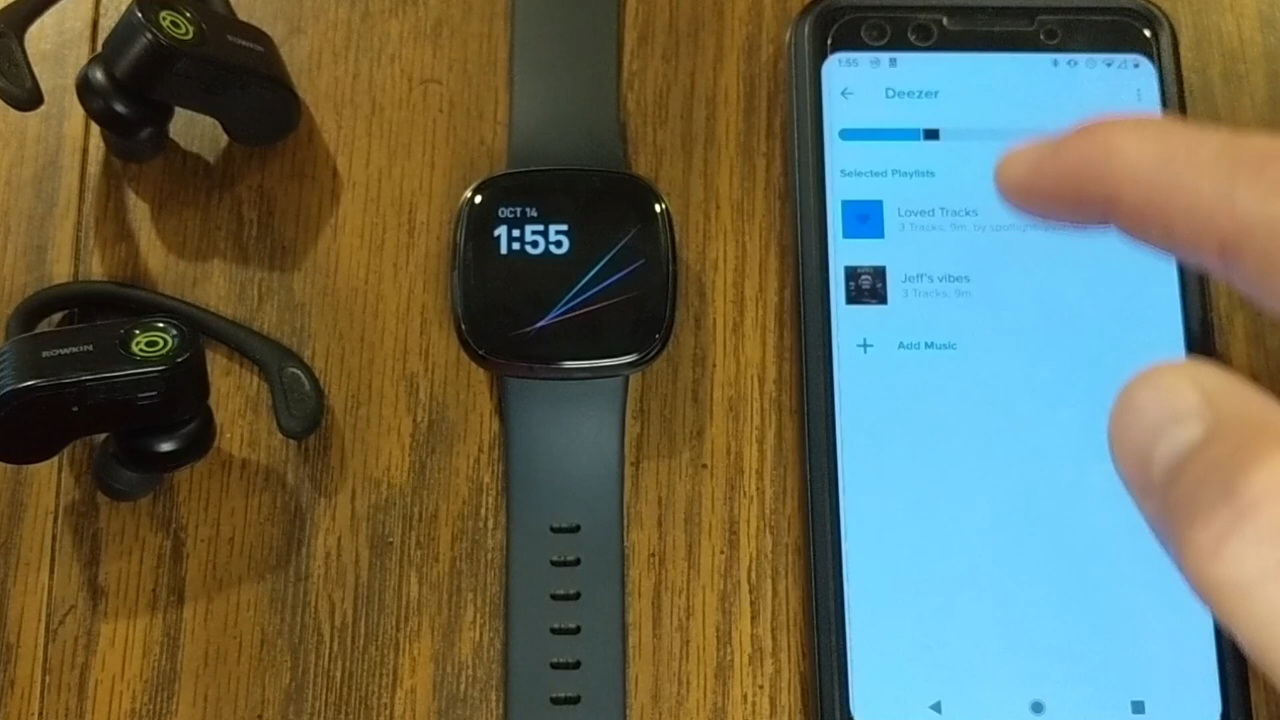 ROWKIN
ROWKIN
OCT 14
1:55
1:55
Deezer
Selected Playlists
Loved Tracks
3 Tracks, 9m, by
Jeff's vibes
3 Tracks, 9m
Add Music